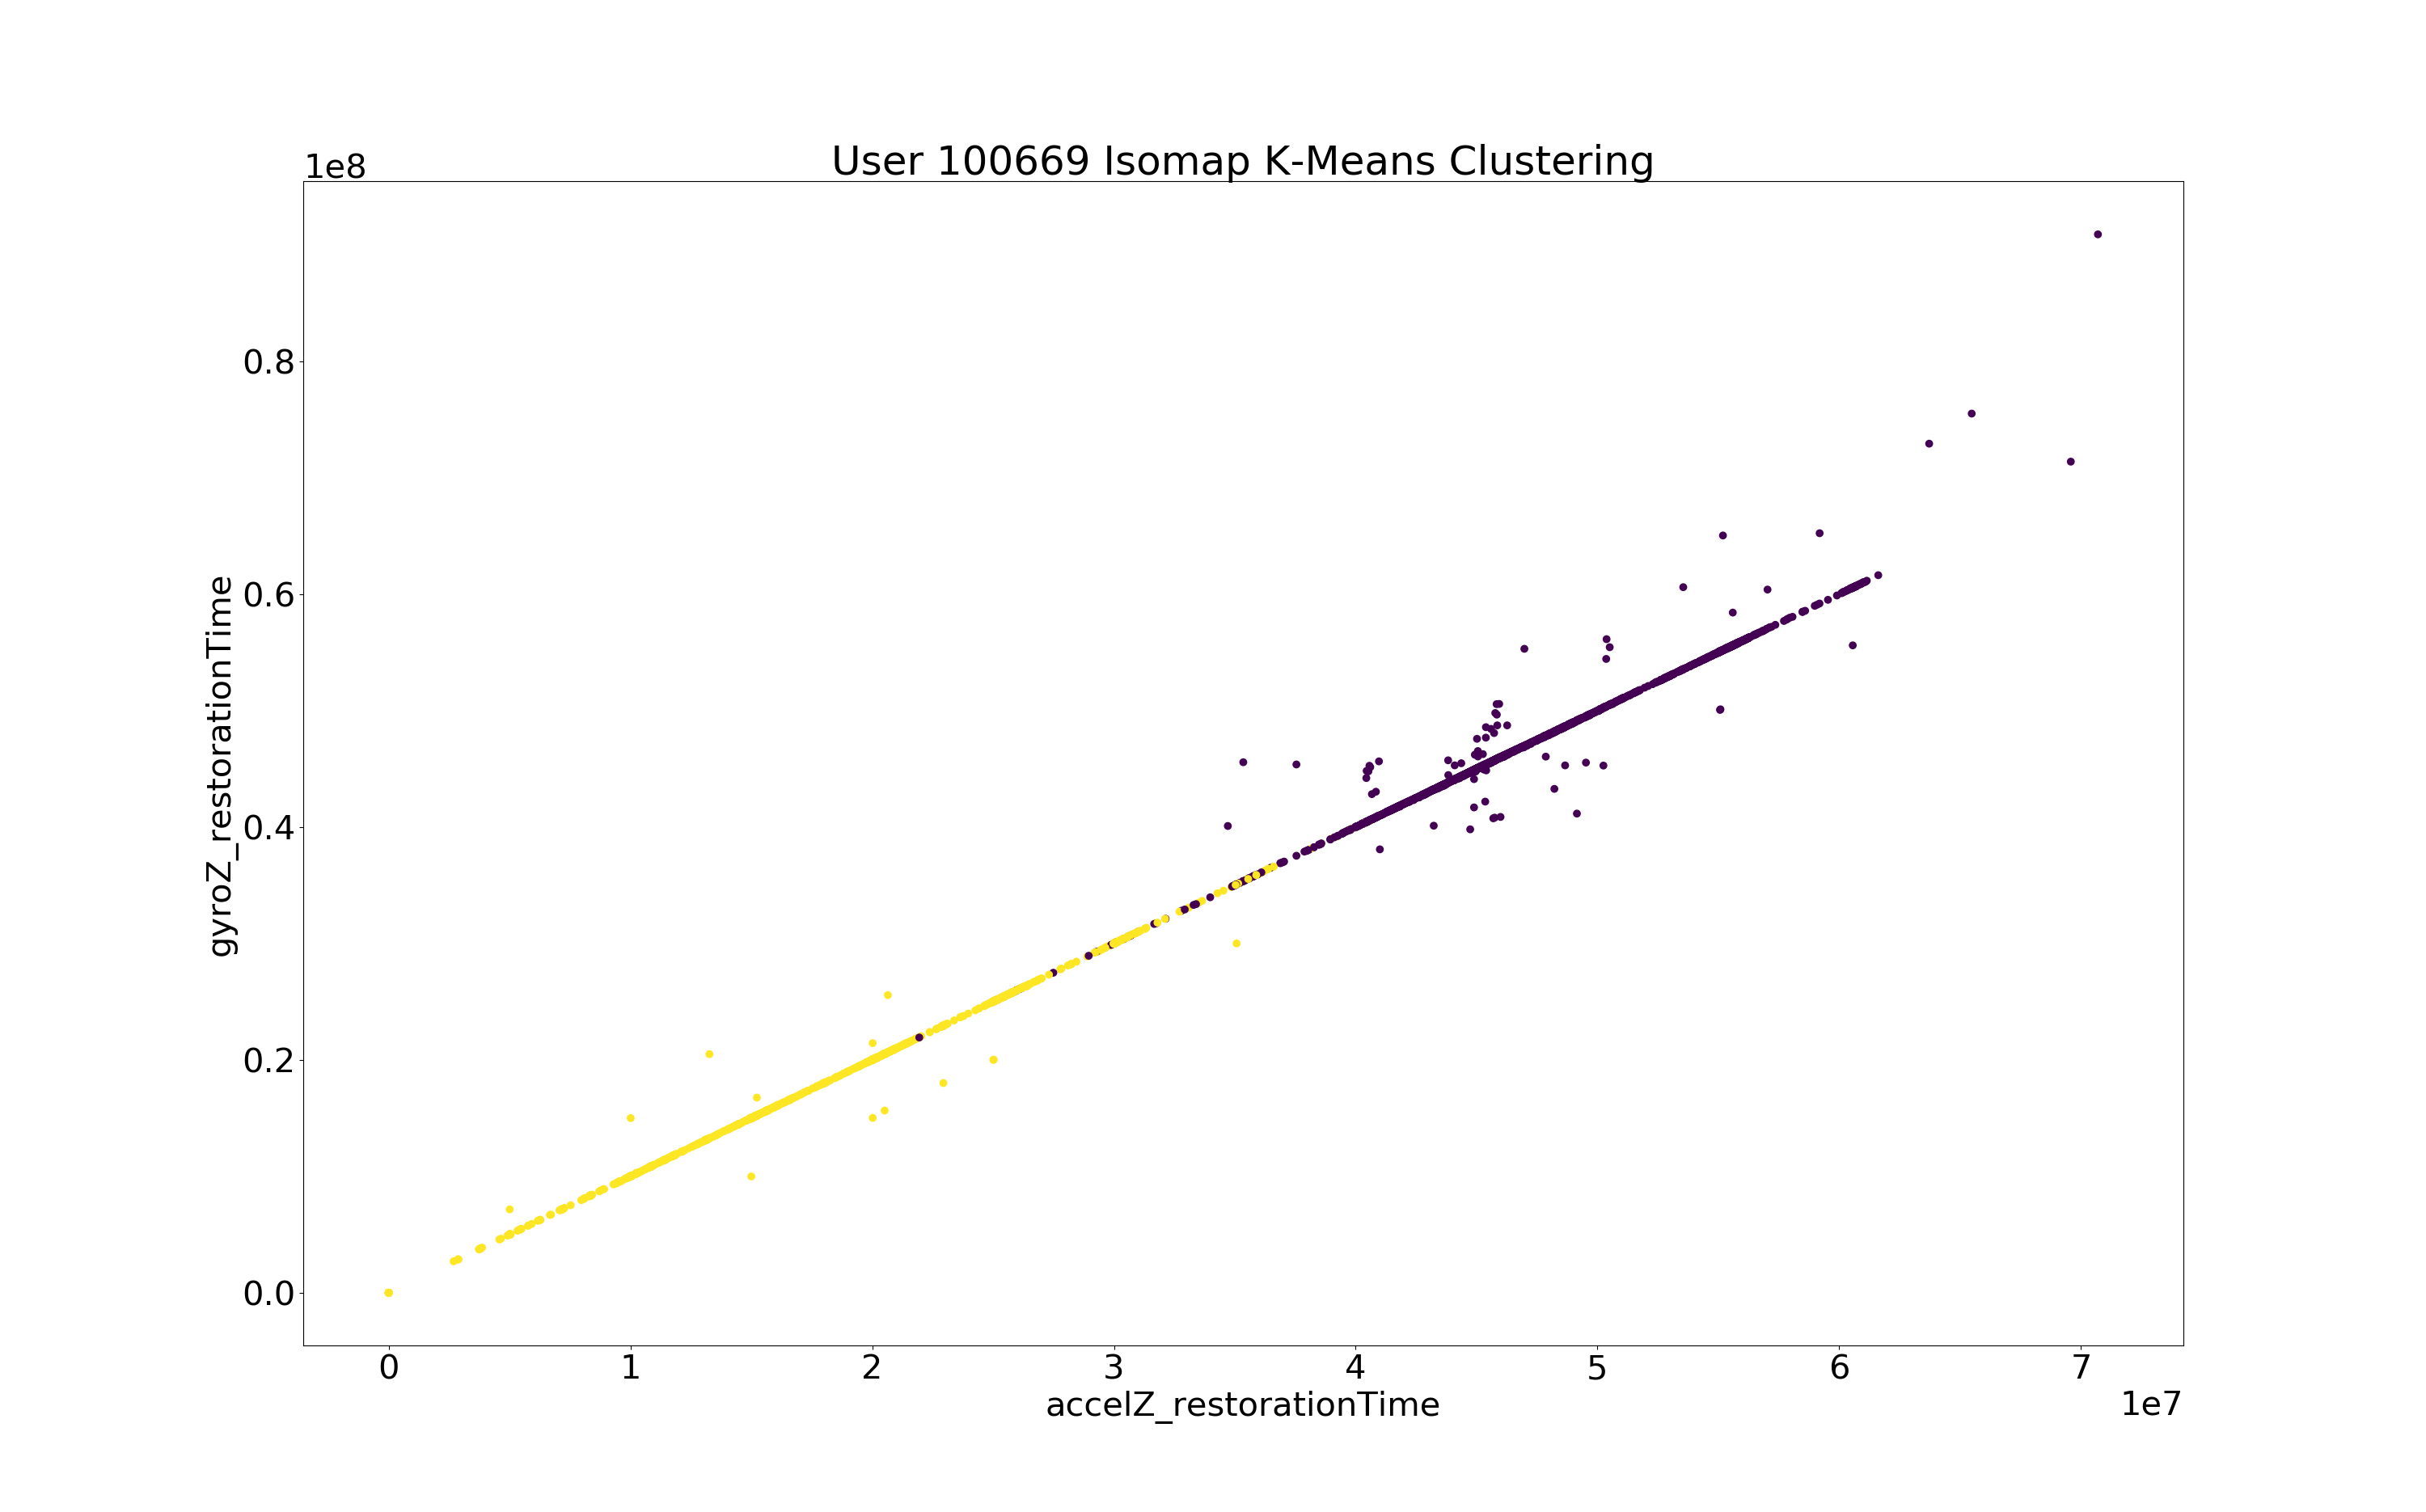 User 100669 Isomap K-Means Clustering
1e8
0.8
0.6
0.4
0.2
0.0
gyroZ_restorationTime
0 1 2 3 4 5 6 7
accelZ_restorationTime
1e7